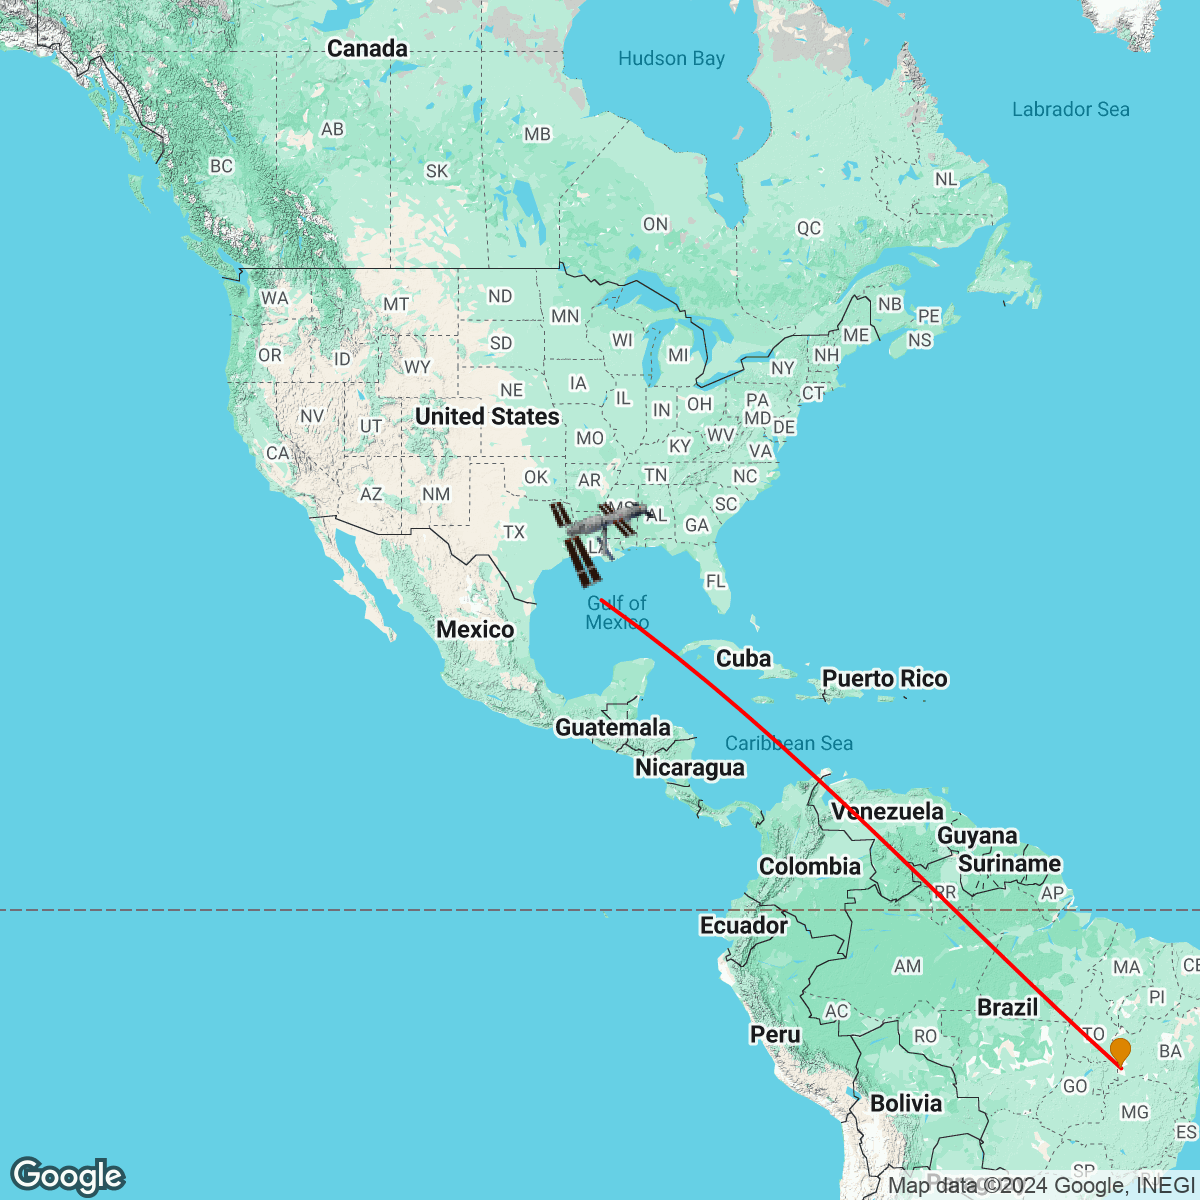 Canada
Hudson Bay
Labrador Sea
AB
MB
BC
SK
NL
ON
QC
WA
MT
ND
MN
NB
PE
OR
ID
SD
WI
MI
ME
NS
WY
NH
NY
NE
IA
IL
IN
OH
PA
CT
NV
UT
United States
MO
KY
WV
MD
DE
CA
VA
OK
AR
TN
NC
AZ
NM
MS
SC
TX
AL
GA
LA
FL
Gulf of
Mexico
Mexico
Cuba
Puerto Rico
Guatemala
Caribbean Sea
Nicaragua
Venezuela
Guyana
Colombia
Suriname
RR
AP
Ecuador
AM
MA
CE
PI
AC
Brazil
Peru
RO
TO
BA
GO
Bolivia
MG
ES
SP
Google
Map data ©2024 Google, INEGI